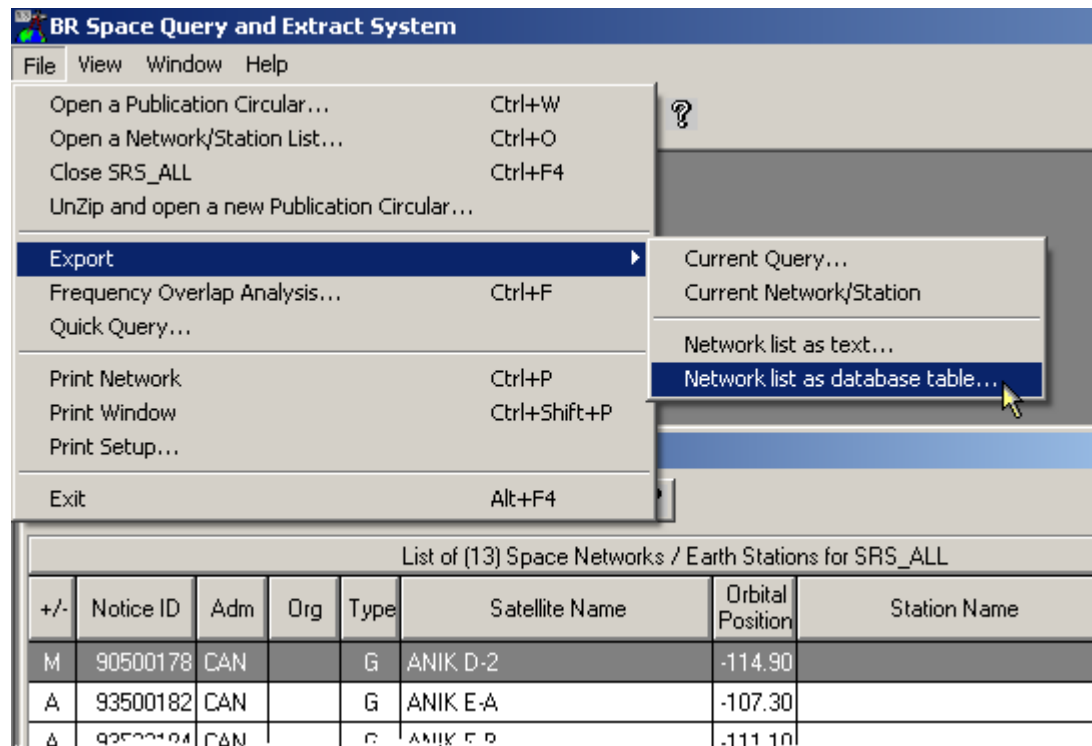 BR Space Query and Extract System
File View Window Help
Open a Publication Circular... Ctrl+W
Open a Network/Station List... Ctrl+O
Close SRS_ALL Ctrl+F4
UnZip and open a new Publication Circular...
Export
Frequency Overlap Analysis... Ctrl+F
Quick Query...
Print Network Ctrl+P
Print Window Ctrl+Shift+P
Print Setup...
Exit Alt+F4
Current Query...
Current Network/Station
Network list as text...
Network list as database table...
List of (13) Space Networks / Earth Stations for SRS_ALL
+/- Notice ID Adm Org Type Satellite Name Orbital Position Station Name
M 90500178 CAN G ANIK D-2 -114.90
A 93500182 CAN G ANIK E-A -107.30
A CAN -111.10